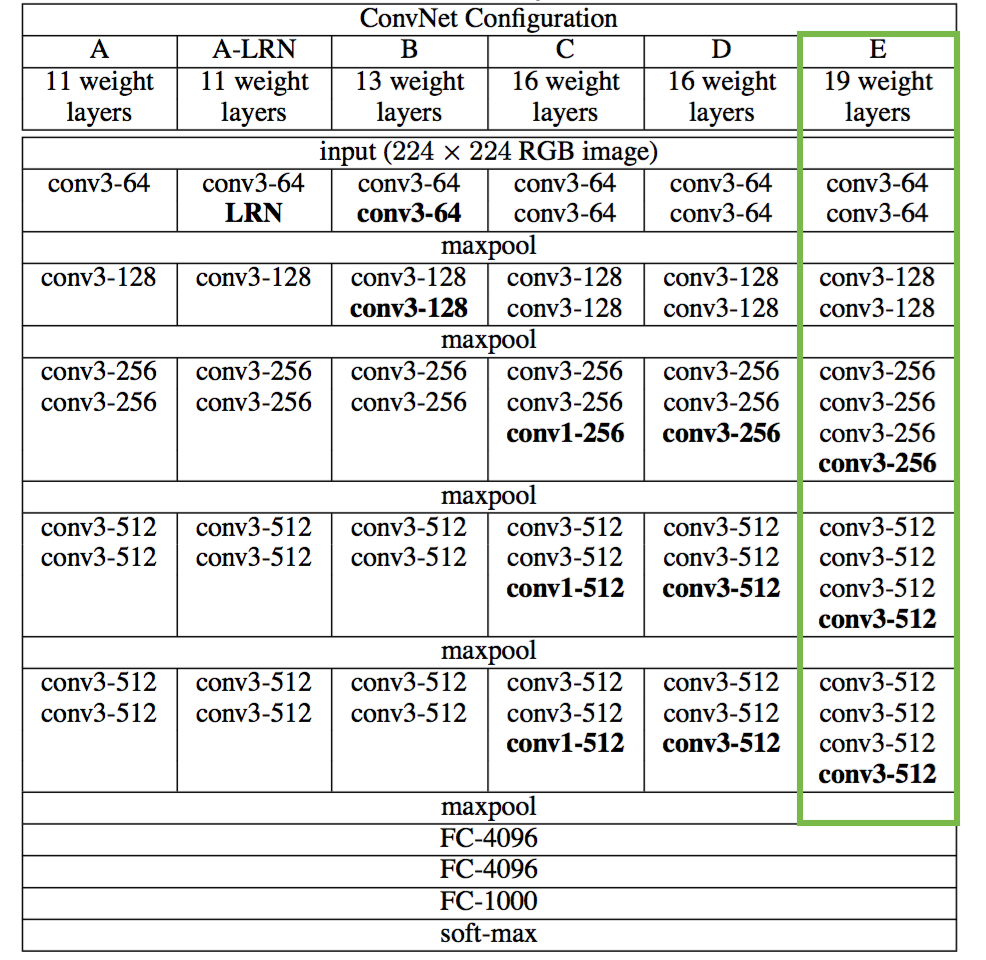 ConvNet Configuration
A A-LRN B C D E
11 weight 11 weight 13 weight 16 weight 16 weight 19 weight
layers layers layers layers layers layers
input (224 × 224 RGB image)
conv3-64 conv3-64 conv3-64 conv3-64 conv3-64 conv3-64
LRN conv3-64 conv3-64 conv3-64 conv3-64
maxpool
conv3-128 conv3-128 conv3-128 conv3-128 conv3-128 conv3-128
conv3-128 conv3-128 conv3-128 conv3-128
maxpool
conv3-256 conv3-256 conv3-256 conv3-256 conv3-256 conv3-256
conv3-256 conv3-256 conv3-256 conv3-256 conv3-256 conv3-256
conv1-256 conv3-256 conv3-256
conv3-256
maxpool
conv3-512 conv3-512 conv3-512 conv3-512 conv3-512 conv3-512
conv3-512 conv3-512 conv3-512 conv3-512 conv3-512 conv3-512
conv1-512 conv3-512 conv3-512
conv3-512
maxpool
conv3-512 conv3-512 conv3-512 conv3-512 conv3-512 conv3-512
conv3-512 conv3-512 conv3-512 conv3-512 conv3-512 conv3-512
conv1-512 conv3-512 conv3-512
conv3-512
maxpool
FC-4096
FC-4096
FC-1000
soft-max